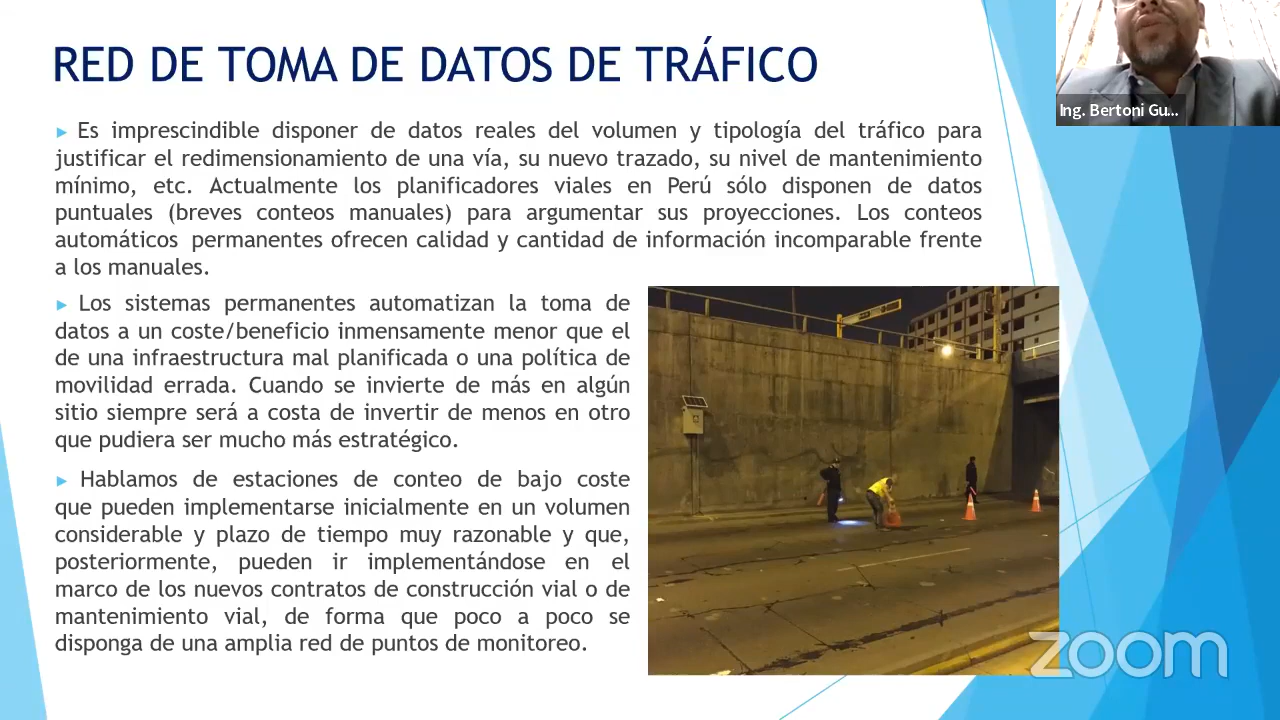 RED DE TOMA DE DATOS DE TRÁFICO
Ing. Bertoni Gu...
► Es imprescindible disponer de datos reales del volumen y tipología del tráfico para
justificar el redimensionamiento de una vía, su nuevo trazado, su nivel de mantenimiento
mínimo, etc. Actualmente los planificadores viales en Perú sólo disponen de datos
puntuales (breves conteos manuales) para argumentar sus proyecciones. Los conteos
automáticos permanentes ofrecen calidad y cantidad de información incomparable frente
a los manuales.
► Los sistemas permanentes automatizan la toma de
datos a un coste/beneficio inmensamente menor que el
de una infraestructura mal planificada o una política de
movilidad errada. Cuando se invierte de más en algún
sitio siempre será a costa de invertir de menos en otro
que pudiera ser mucho más estratégico.
► Hablamos de estaciones de conteo de bajo coste
que pueden implementarse inicialmente en un volumen
considerable y plazo de tiempo muy razonable y que,
posteriormente, pueden ir implementándose en el
marco de los nuevos contratos de construcción vial o de
mantenimiento vial, de forma que poco a poco se
disponga de una amplia red de puntos de monitoreo.
zoom